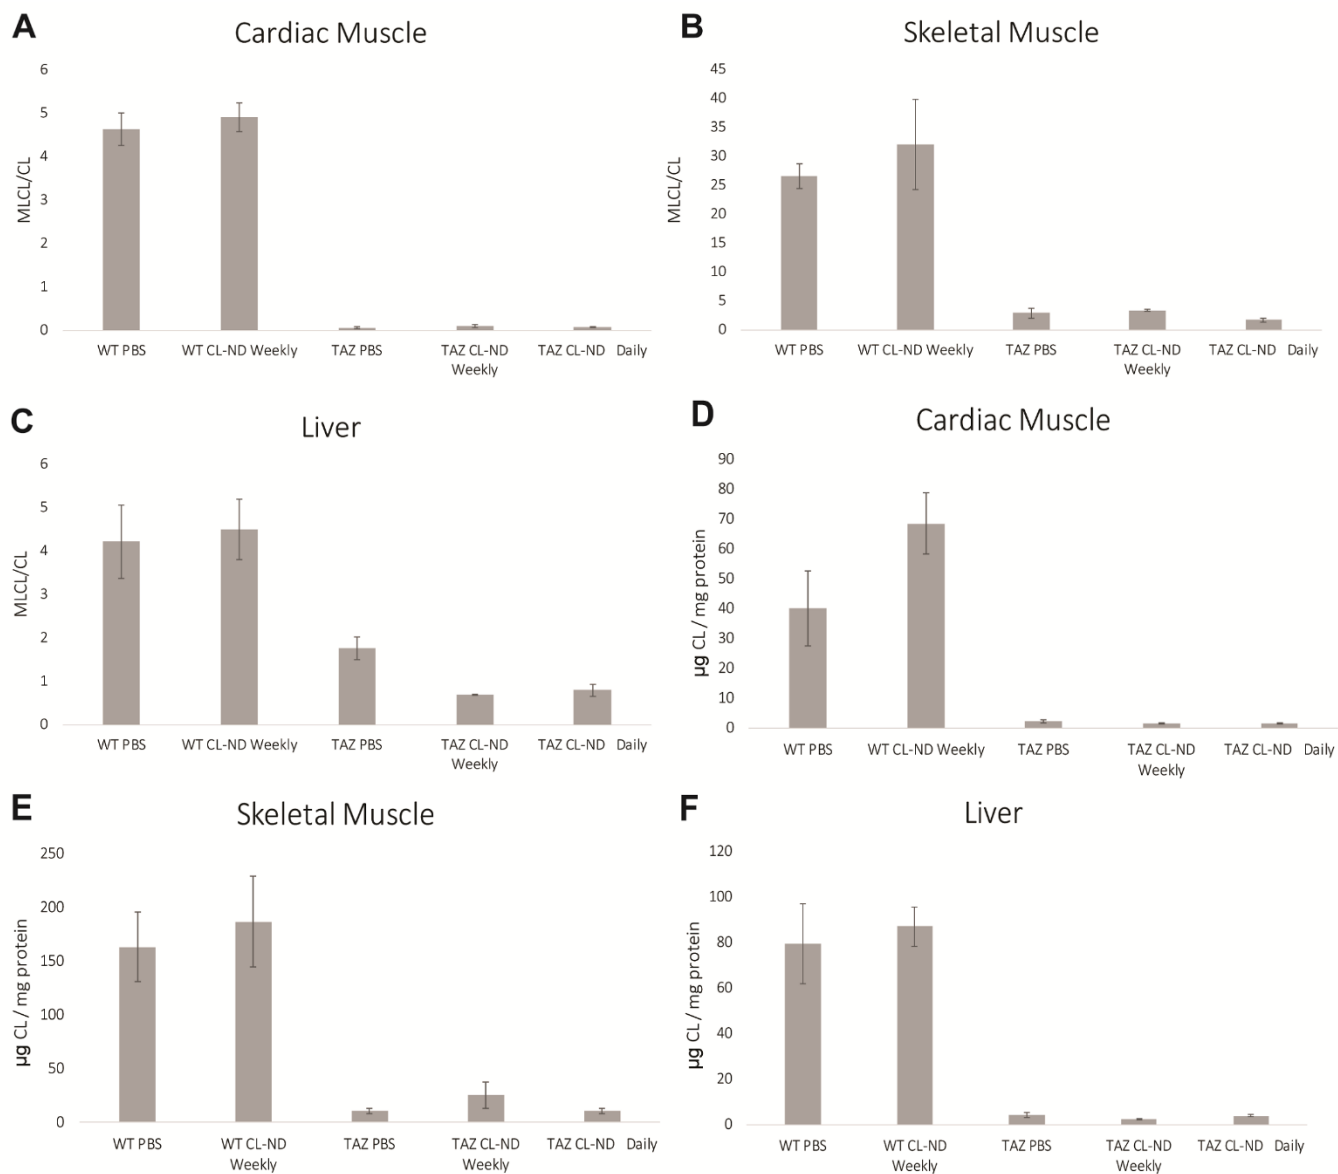 A
Cardiac Muscle
6
5
4
3
2
1
0
MLCL/CL
WT PBS
WT CL-ND Weekly
TAZ PBS
TAZ CL-ND
Weekly
TAZ CL-ND Daily
B
Skeletal Muscle
45
40
35
30
25
20
15
10
5
0
MLCL/CL
WT PBS
WT CL-ND Weekly
TAZ PBS
TAZ CL-ND
Weekly
TAZ CL-ND Daily
C
Liver
6
5
4
3
2
1
0
MLCL/CL
WT PBS
WT CL-ND Weekly
TAZ PBS
TAZ CL-ND
Weekly
TAZ CL-ND Daily
D
Cardiac Muscle
90
80
70
60
50
40
30
20
10
0
µg CL / mg protein
WT PBS
WT CL-ND Weekly
TAZ PBS
TAZ CL-ND
Weekly
TAZ CL-ND Daily
E
Skeletal Muscle
250
200
150
100
50
0
µg CL / mg protein
WT PBS
WT CL-ND
Weekly
TAZ PBS
TAZ CL-ND
Weekly
TAZ CL-ND Daily
F
Liver
120
100
80
60
40
20
0
µg CL / mg protein
WT PBS
WT CL-ND
Weekly
TAZ PBS
TAZ CL-ND
Weekly
TAZ CL-ND Daily